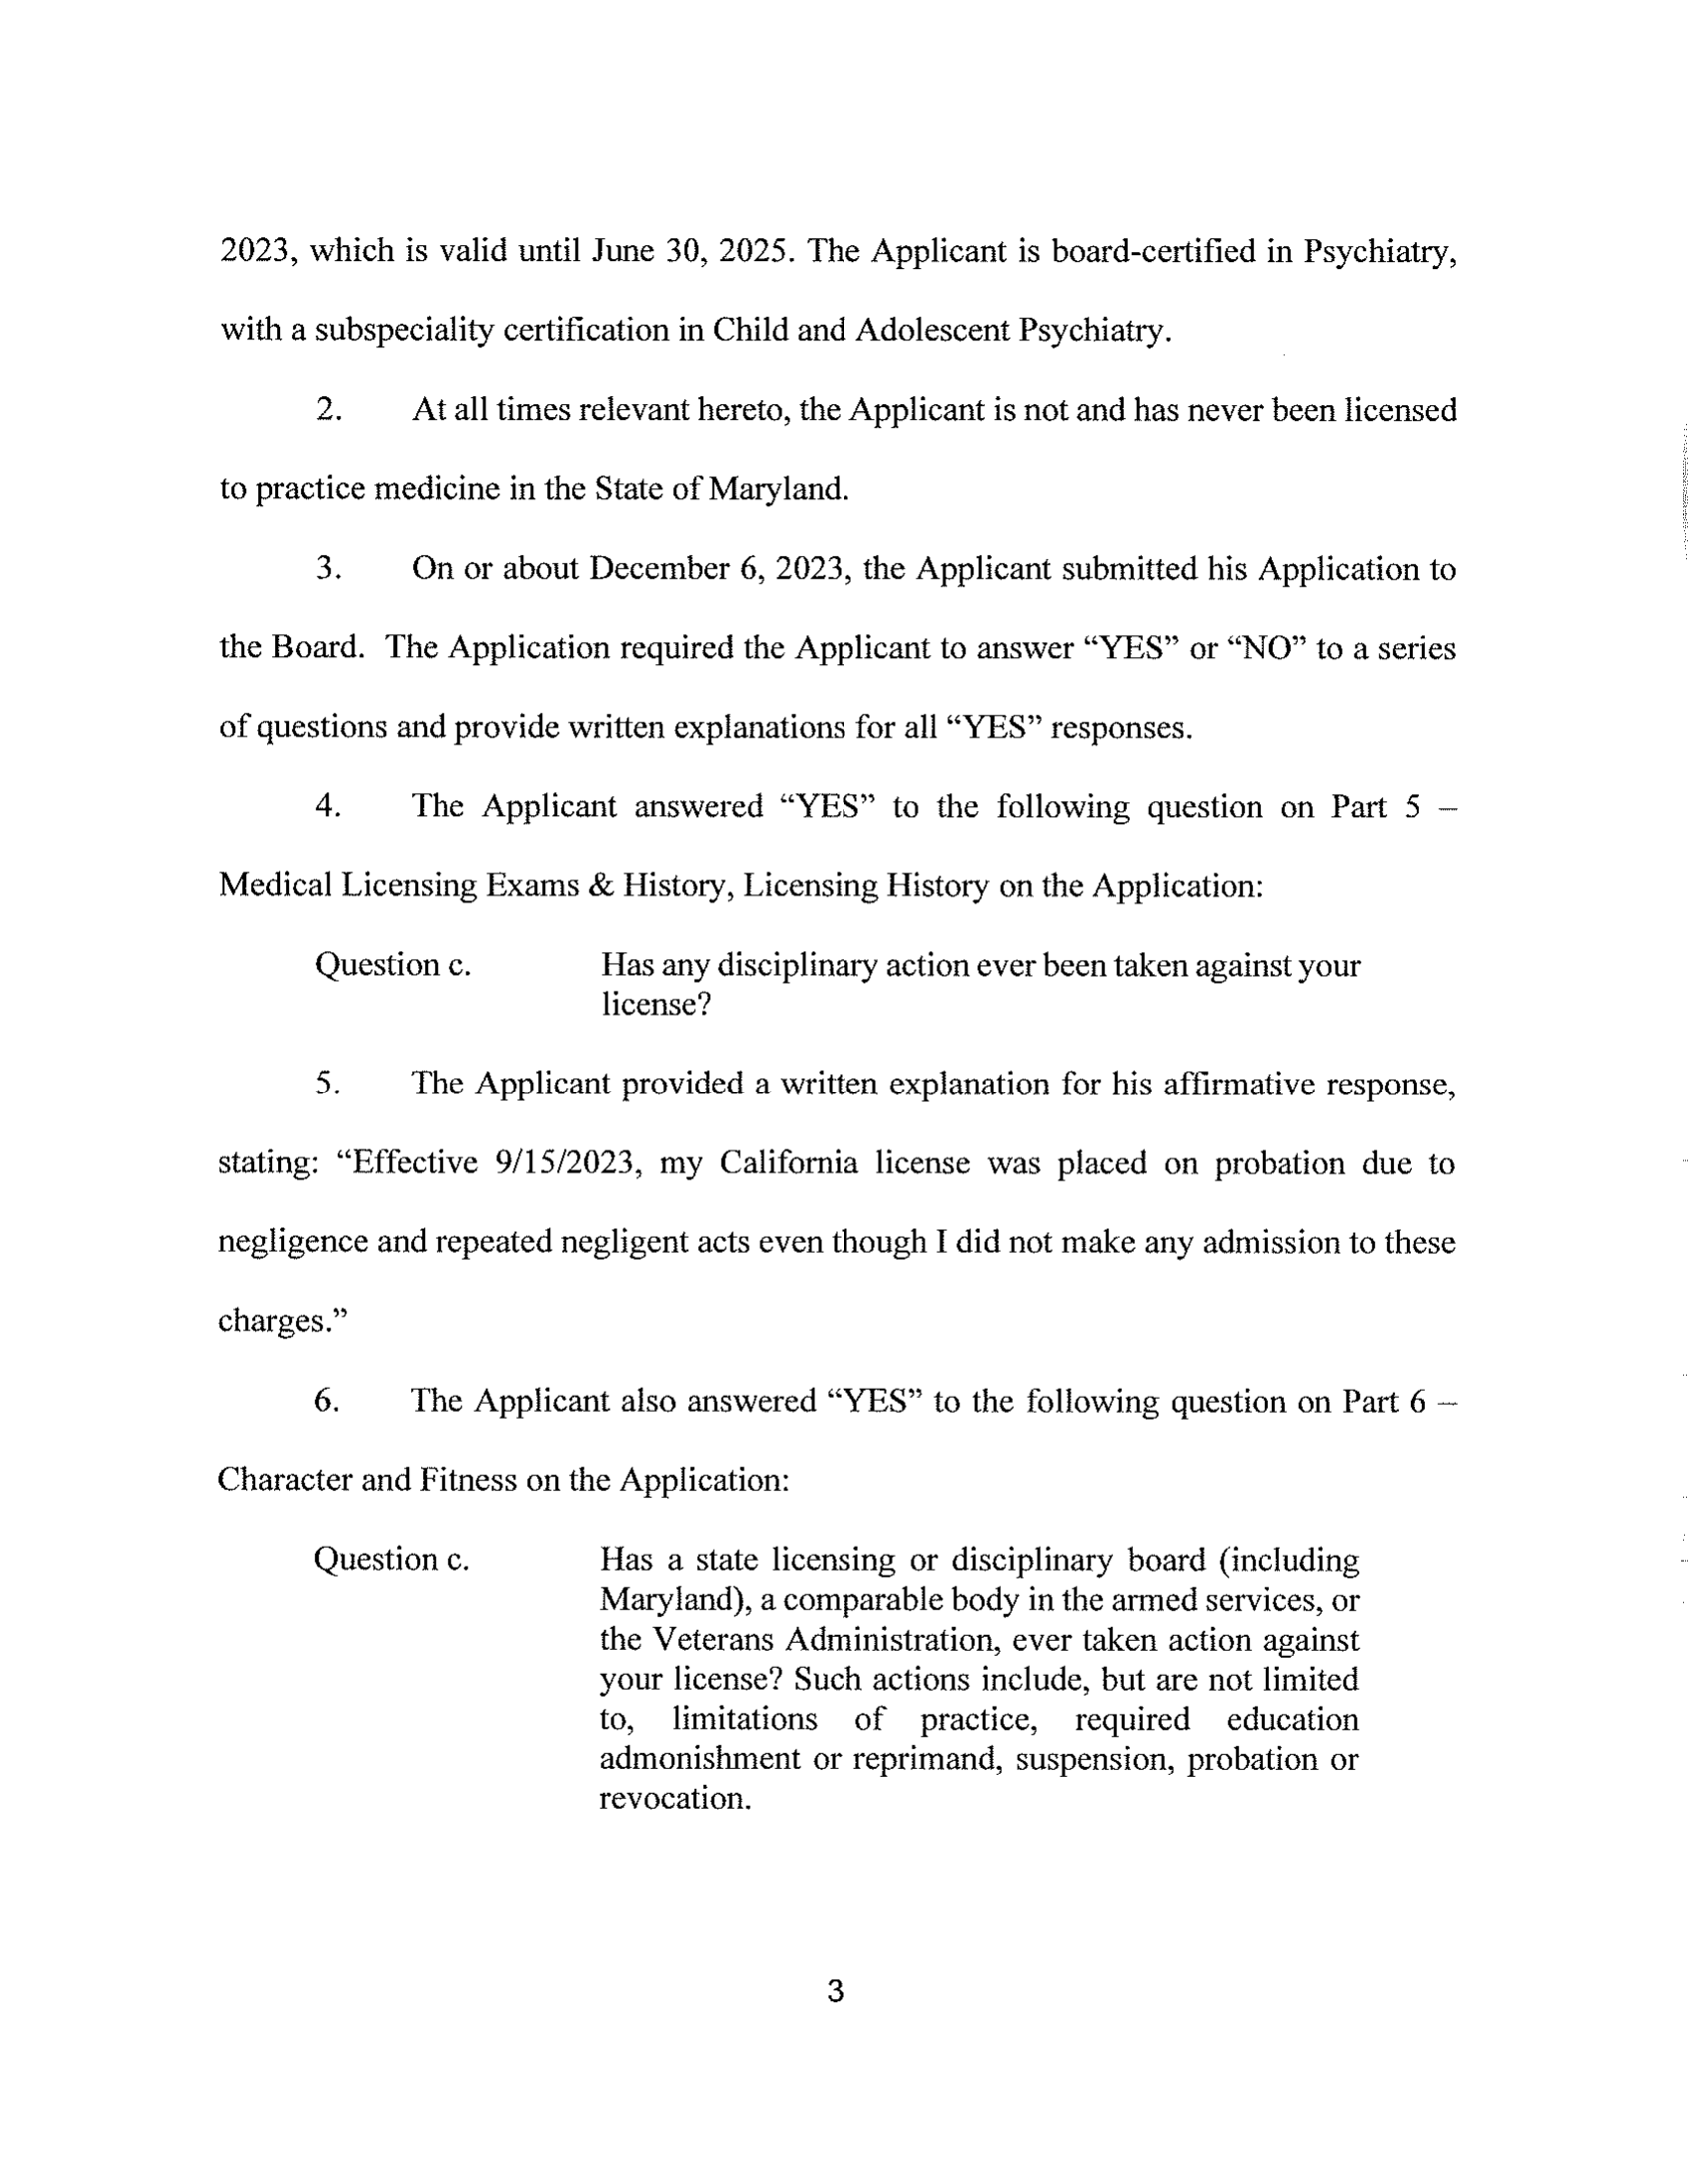 2023, which is valid until June 30, 2025. The Applicant is board-certified in Psychiatry,
with a subspeciality certification in Child and Adolescent Psychiatry.
2. At all times relevant hereto, the Applicant is not and has never been licensed
to practice medicine in the State of Maryland.
3. On or about December 6, 2023, the Applicant submitted his Application to
the Board. The Application required the Applicant to answer “YES” or “NO” to a series
of questions and provide written explanations for all “YES” responses.
4. The Applicant answered “YES” to the following question on Part 5 –
Medical Licensing Exams & History, Licensing History on the Application:
Question c. Has any disciplinary action ever been taken against your
license?
5. The Applicant provided a written explanation for his affirmative response,
stating: “Effective 9/15/2023, my California license was placed on probation due to
negligence and repeated negligent acts even though I did not make any admission to these
charges.”
6. The Applicant also answered “YES” to the following question on Part 6 –
Character and Fitness on the Application:
Question c. Has a state licensing or disciplinary board (including
Maryland), a comparable body in the armed services, or
the Veterans Administration, ever taken action against
your license? Such actions include, but are not limited
to, limitations of practice, required education
admonishment or reprimand, suspension, probation or
revocation.
3